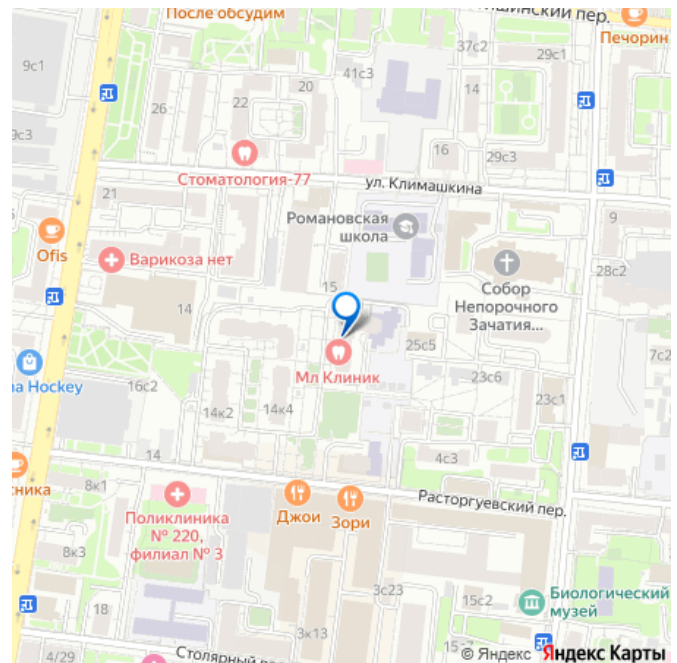 После обсудим
шинский пер.
Печорин
9с1
37с2
29с1
41с3
20
14
26
22
9с3
16
29с3
Стоматология-77
ул. Климашкина
21
Романовская
школа
9
Ofis
Варикоза нет
28с2
Собор
Непорочного
Зачатия...
15
14
25с5
7с2
Мл Клиник
na Hockey
16с2
23с6
14к2
14к4
23с1
14
4с3
8к1
Расторгуевский пер.
Поликлиника
№ 220,
филиал № 3
Джои
Зори
8к3
3с23
Биологический
музей
15с2
18
3к13
4/29
Столярный
© Яндекс Яндекс Карты